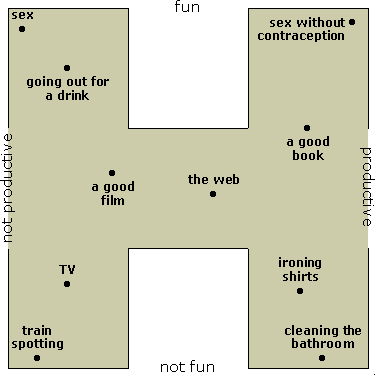 fun
sex
sex without
contraception
going out for
a drink
a good
book
not productive
productive
a good
film
the web
TV
ironing
shirts
train
spotting
cleaning the
bathroom
not fun